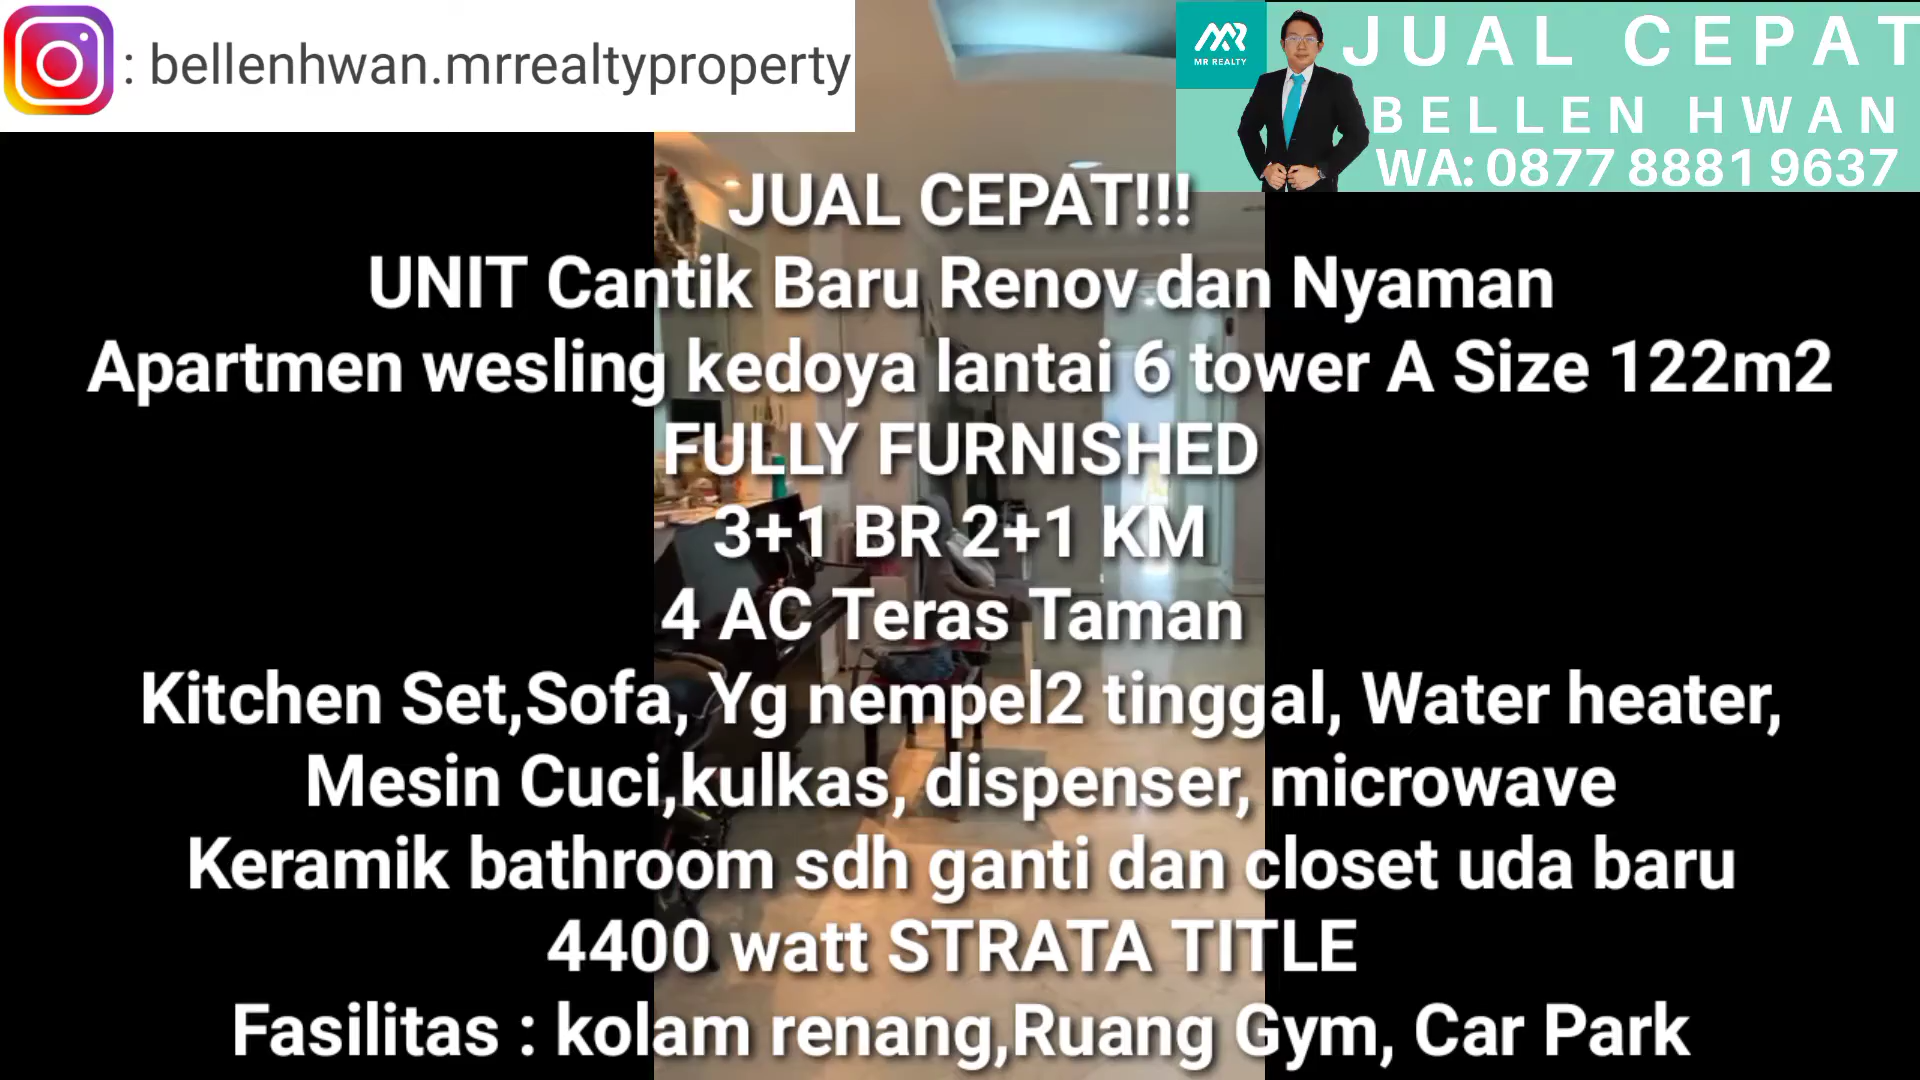 : bellenhwan.mrrealtyproperty
MR REALTY
JUAL CEPAT
BELLEN HWAN
WA: 0877 8881 9637
JUAL CEPAT!!!
UNIT Cantik Baru Renov dan Nyaman
Apartmen wesling kedoya lantai 6 tower A Size 122m2
FULLY FURNISHED
3+1 BR 2+1 KM
4 AC Teras Taman
Kitchen Set,Sofa, Yg nempel2 tinggal, Water heater,
Mesin Cuci,kulkas, dispenser, microwave
Keramik bathroom sdh ganti dan closet uda baru
4400 watt STRATA TITLE
Fasilitas : kolam renang,Ruang Gym, Car Park